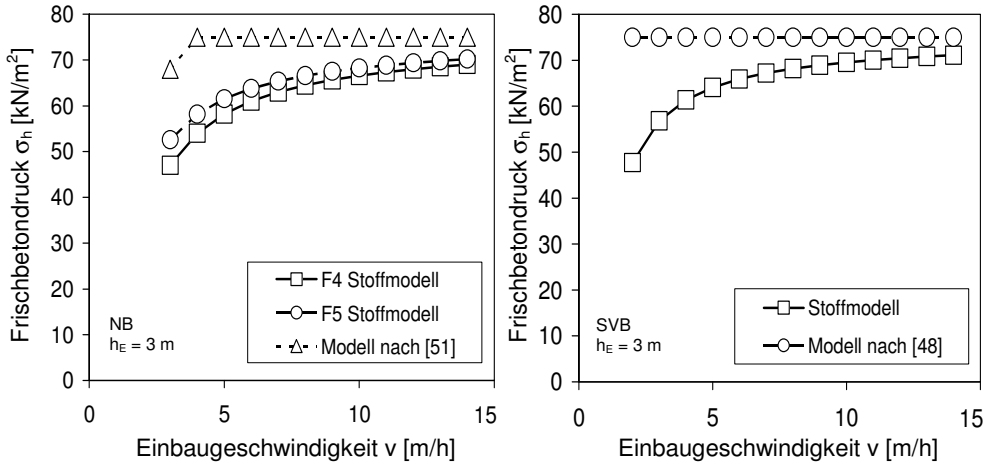 Frischbetondruck σh [kN/m²]
80
70
60
50
40
30
20
10
0
0
5
10
15
Einbaugeschwindigkeit v [m/h]
NB
hE = 3 m
F4 Stoffmodell
F5 Stoffmodell
Modell nach [51]
Frischbetondruck σh [kN/m²]
80
70
60
50
40
30
20
10
0
0
5
10
15
Einbaugeschwindigkeit v [m/h]
SVB
hE = 3 m
Stoffmodell
Modell nach [48]